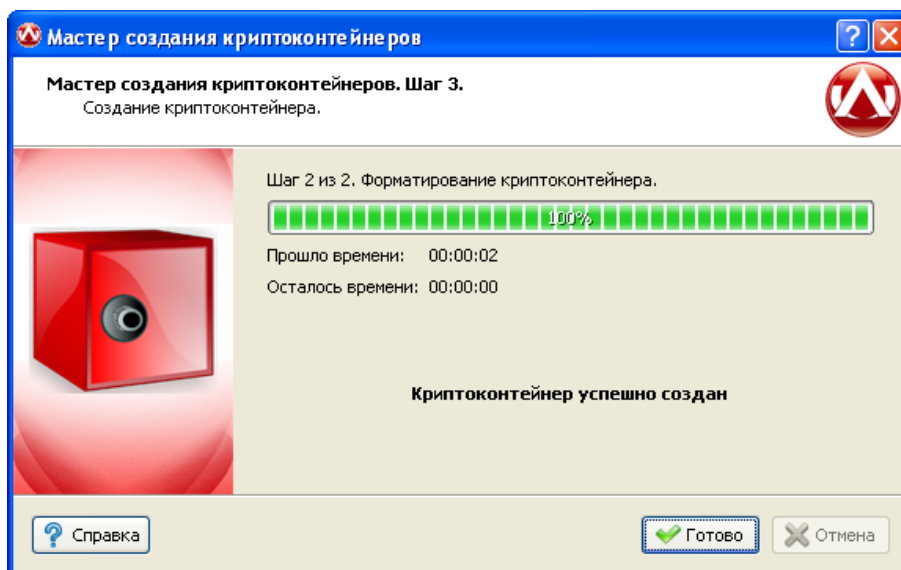 Мастер создания криптоконтейнеров
Мастер создания криптоконтейнеров. Шаг 3.
Создание криптоконтейнера.
Шаг 2 из 2. Форматирование криптоконтейнера.
100%
Прошло времени: 00:00:02
Осталось времени: 00:00:00
Криптоконтейнер успешно создан
Справка
Готово
Отмена